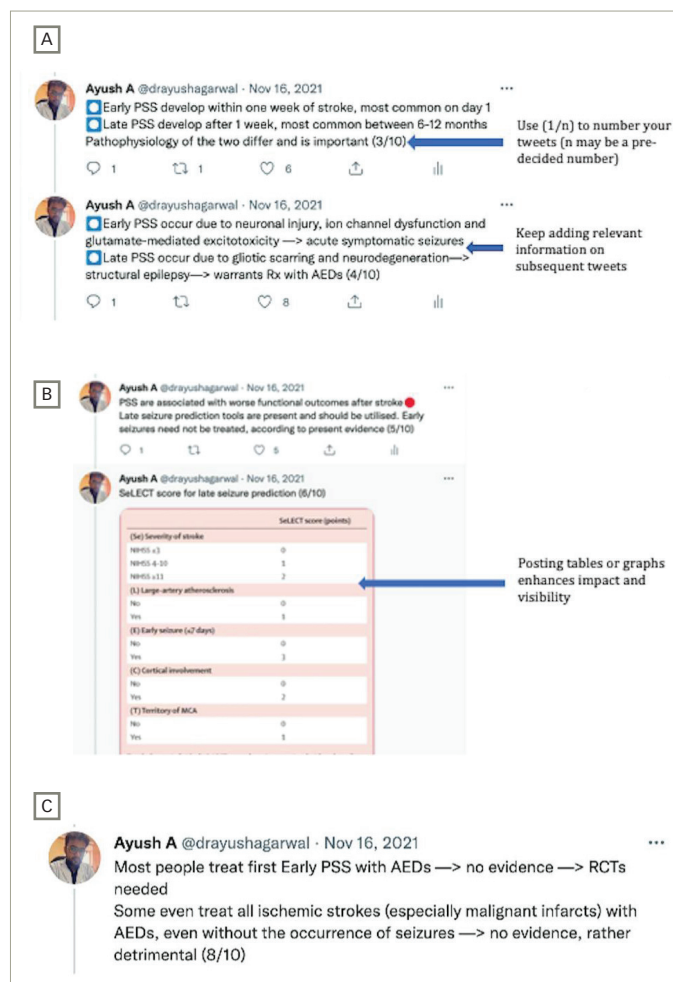 A
Ayush A @drayushagarwal · Nov 16, 2021
Early PSS develop within one week of stroke, most common on day 1
Late PSS develop after 1 week, most common between 6-12 months
Pathophysiology of the two differ and is important (3/10)
1 1 6
Use (1/n) to number your
tweets (n may be a pre-
decided number)
Ayush A @drayushagarwal · Nov 16, 2021
Early PSS occur due to neuronal injury, ion channel dysfunction and
glutamate-mediated excitotoxicity —> acute symptomatic seizures
Late PSS occur due to gliotic scarring and neurodegeneration—>
structural epilepsy—> warrants Rx with AEDs (4/10)
1 8
Keep adding relevant
information on
subsequent tweets
B
Ayush A @drayushagarwal · Nov 16, 2021
PSS are associated with worse functional outcomes after stroke
Late seizure prediction tools are present and should be utilised. Early
seizures need not be treated, according to present evidence (5/10)
1 5
Ayush A @drayushagarwal · Nov 16, 2021
SeLECT score for late seizure prediction (6/10)
SeLECT score (points)
(Se) Severity of stroke
NIHSS ≤3 0
NIHSS 4-10 1
NIHSS ≥11 2
(L) Large-artery atherosclerosis
No 0
Yes 1
(E) Early seizure (≤7 days)
No 0
Yes 3
(C) Cortical involvement
No 0
Yes 2
(T) Territory of MCA
No 0
Yes 1
Posting tables or graphs
enhances impact and
visibility
C
Ayush A @drayushagarwal · Nov 16, 2021
Most people treat first Early PSS with AEDs —> no evidence —> RCTs
needed
Some even treat all ischemic strokes (especially malignant infarcts) with
AEDs, even without the occurrence of seizures —> no evidence, rather
detrimental (8/10)